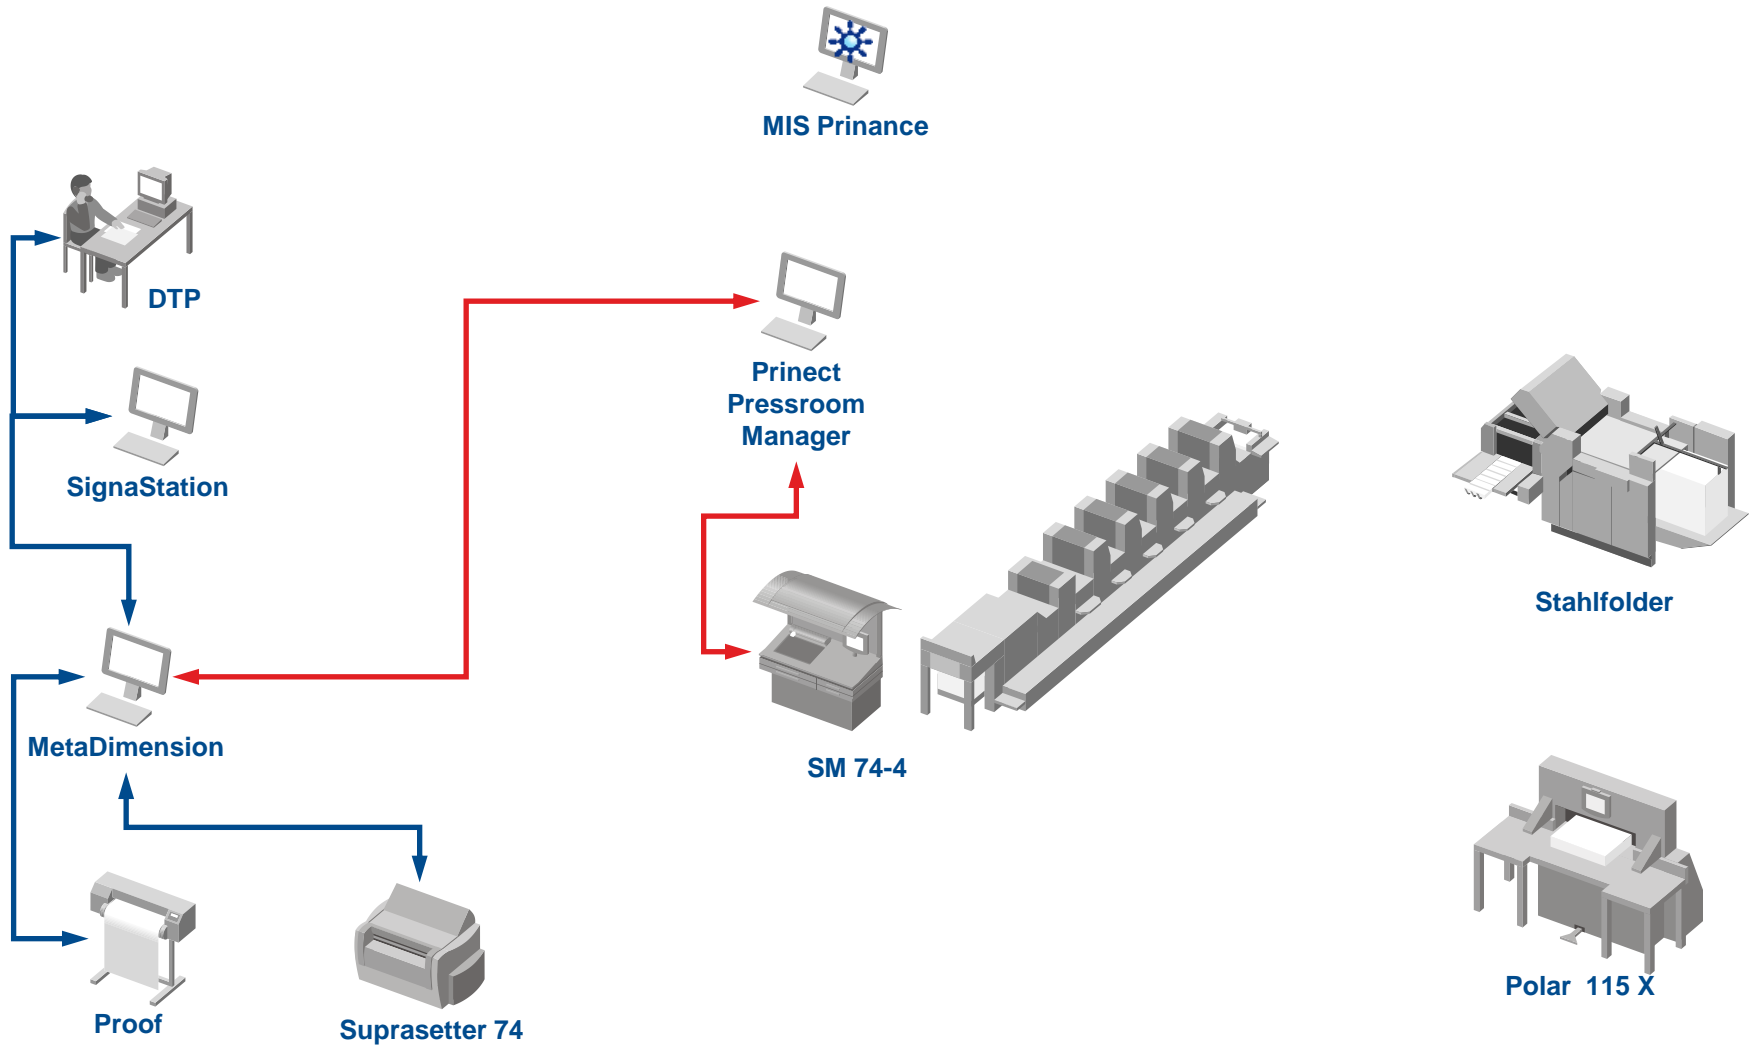 MIS Prinance
DTP
Prinect
Pressroom
Manager
SignaStation
Stahlfolder
MetaDimension
SM 74-4
Polar  115 X
Proof
Suprasetter 74